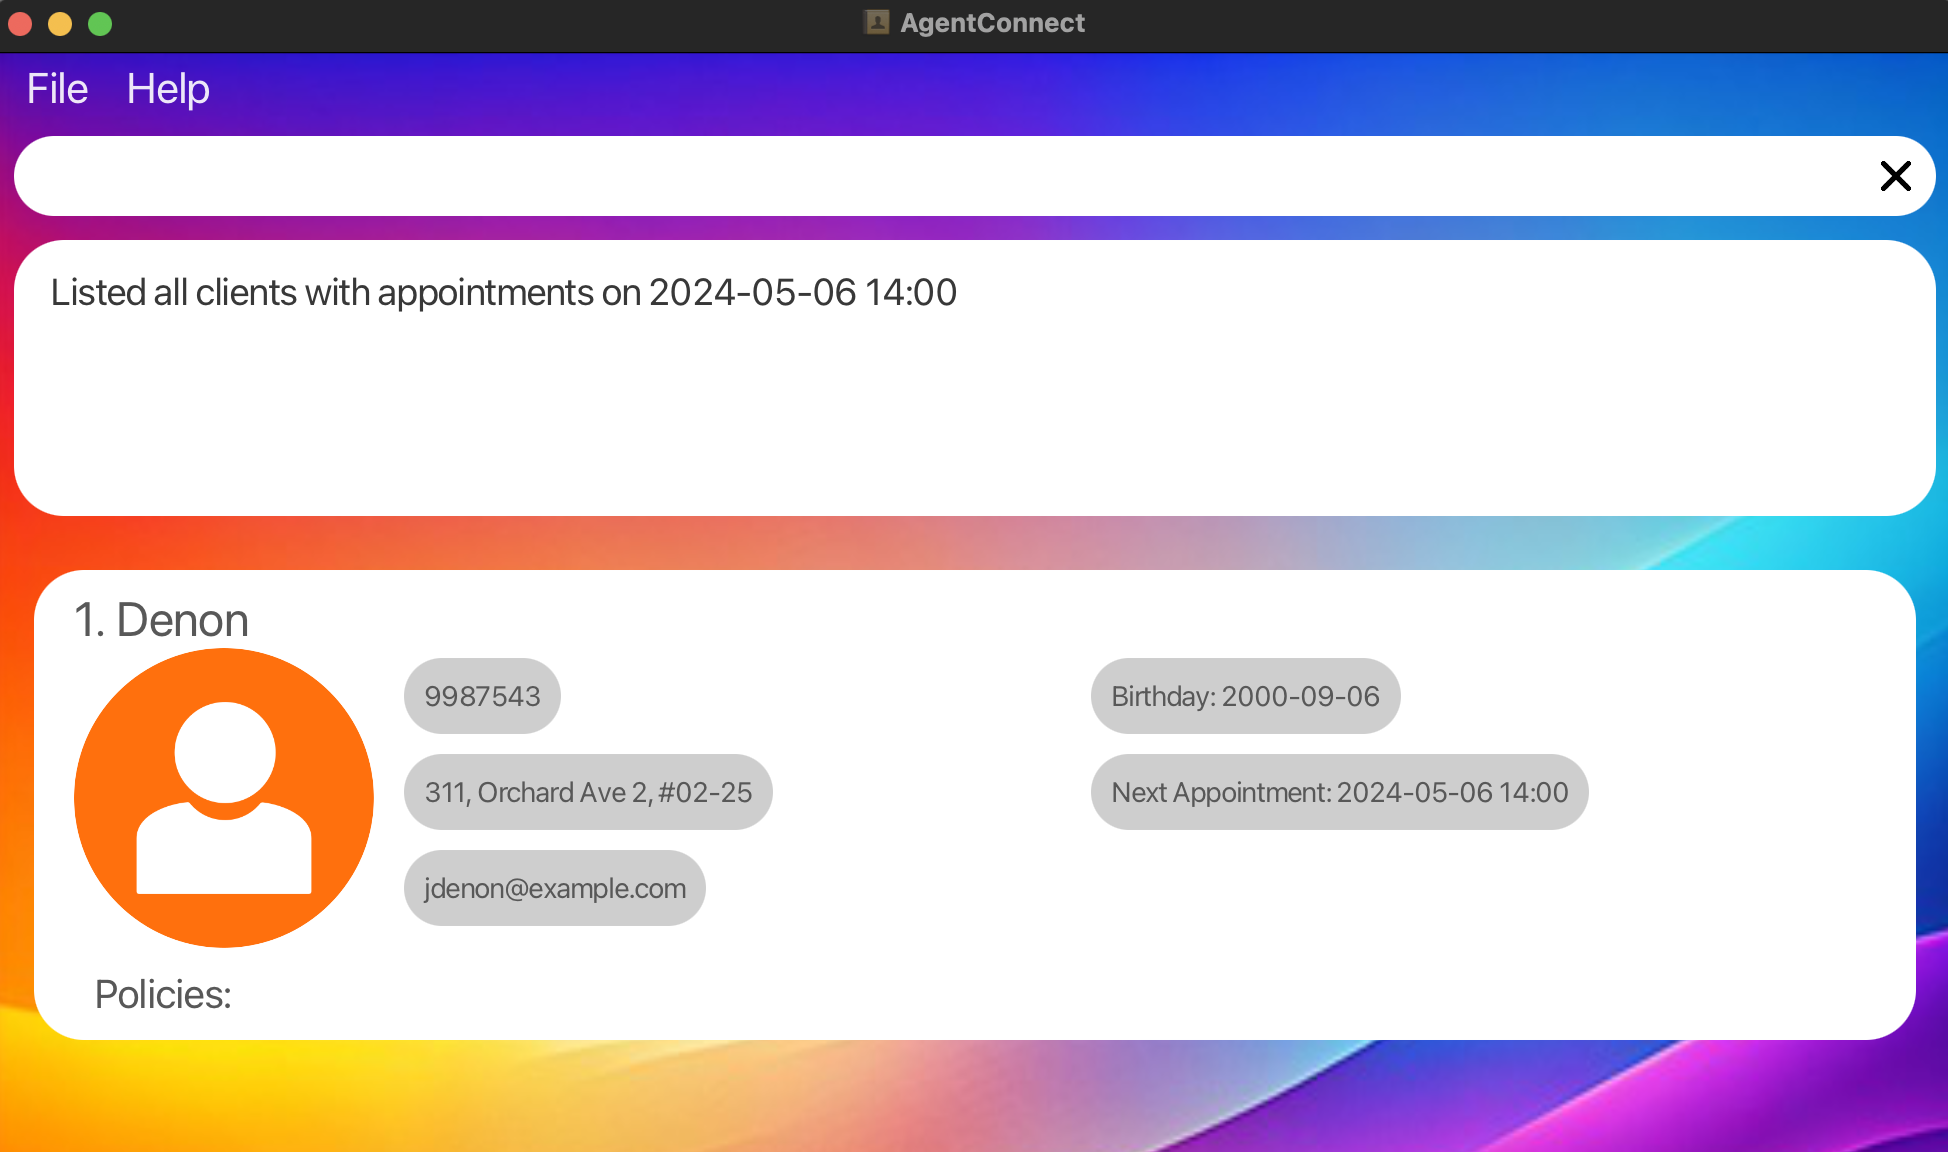 AgentConnect
File Help
Listed all clients with appointments on 2024-05-06 14:00
1. Denon
9987543
Birthday: 2000-09-06
311, Orchard Ave 2, #02-25
Next Appointment: 2024-05-06 14:00
jdenon@example.com
Policies: